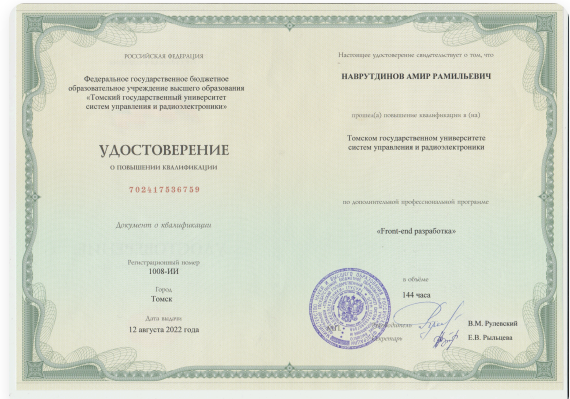 РОССИЙСКАЯ ФЕДЕРАЦИЯ
Федеральное государственное бюджетное
образовательное учреждение высшего образования
«Томский государственный университет
систем управления и радиоэлектроники»
УДОСТОВЕРЕНИЕ
О ПОВЫШЕНИИ КВАЛИФИКАЦИИ
702417536759
Документ о квалификации
Регистрационный номер
1008-ИИ
Город
Томск
Дата выдачи
12 августа 2022 года
Настоящее удостоверение свидетельствует о том, что
НАВРУТДИНОВ АМИР РАМИЛЬЕВИЧ
прошел(а) повышение квалификации в (на)
Томском государственном университете
систем управления и радиоэлектроники
по дополнительной профессиональной программе
«Front-end разработка»
в объёме
144 часа
М.П.
Руководитель В.М. Рулевский
Секретарь Е.В. Рыльцева